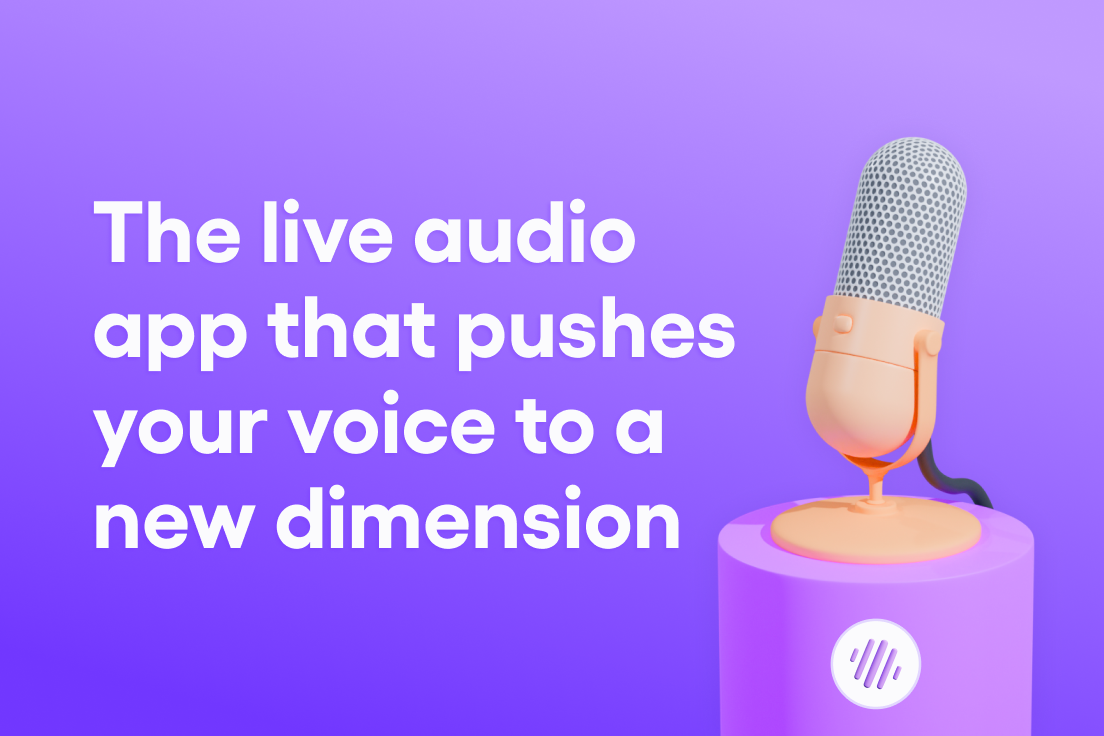 The live audio
app that pushes
your voice to a
new dimension